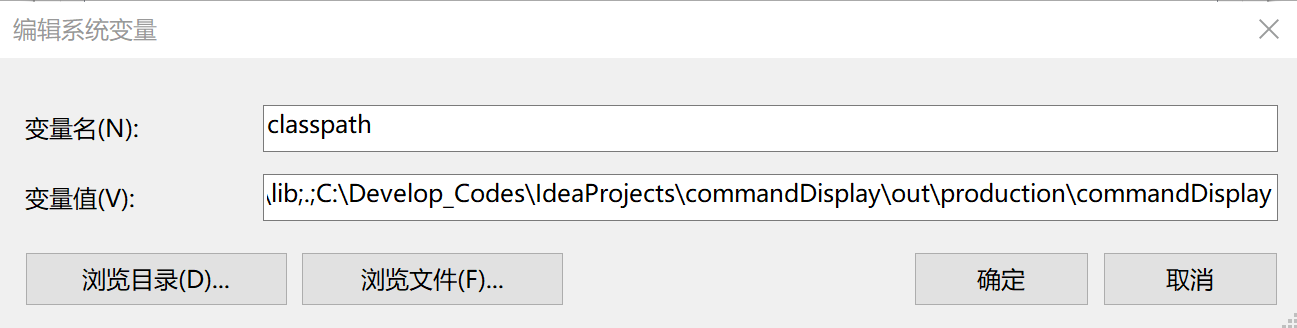 编辑系统变量
变量名(N):
classpath
变量值(V):
\lib;.;C:\Develop_Codes\IdeaProjects\commandDisplay\out\production\commandDisplay
浏览目录(D)...
浏览文件(F)...
确定
取消